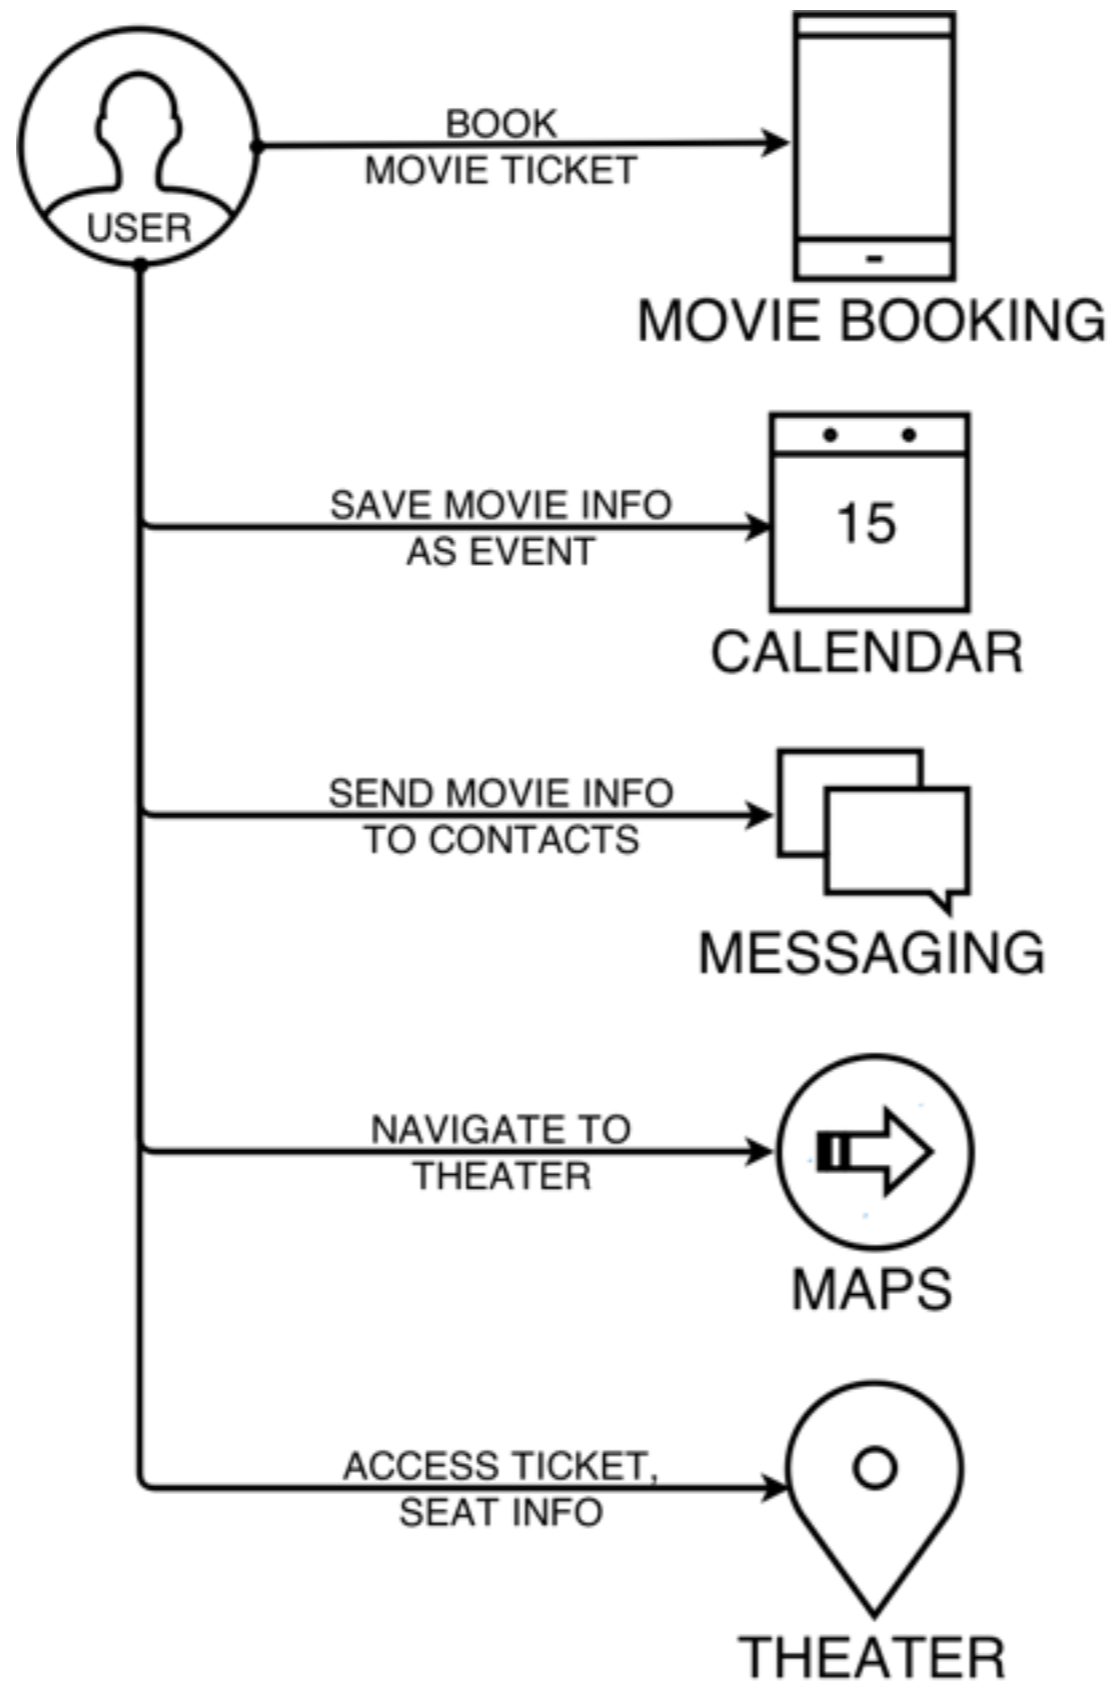 USER
BOOK
MOVIE TICKET
MOVIE BOOKING
SAVE MOVIE INFO
AS EVENT
15
CALENDAR
SEND MOVIE INFO
TO CONTACTS
MESSAGING
NAVIGATE TO
THEATER
MAPS
ACCESS TICKET,
SEAT INFO
THEATER